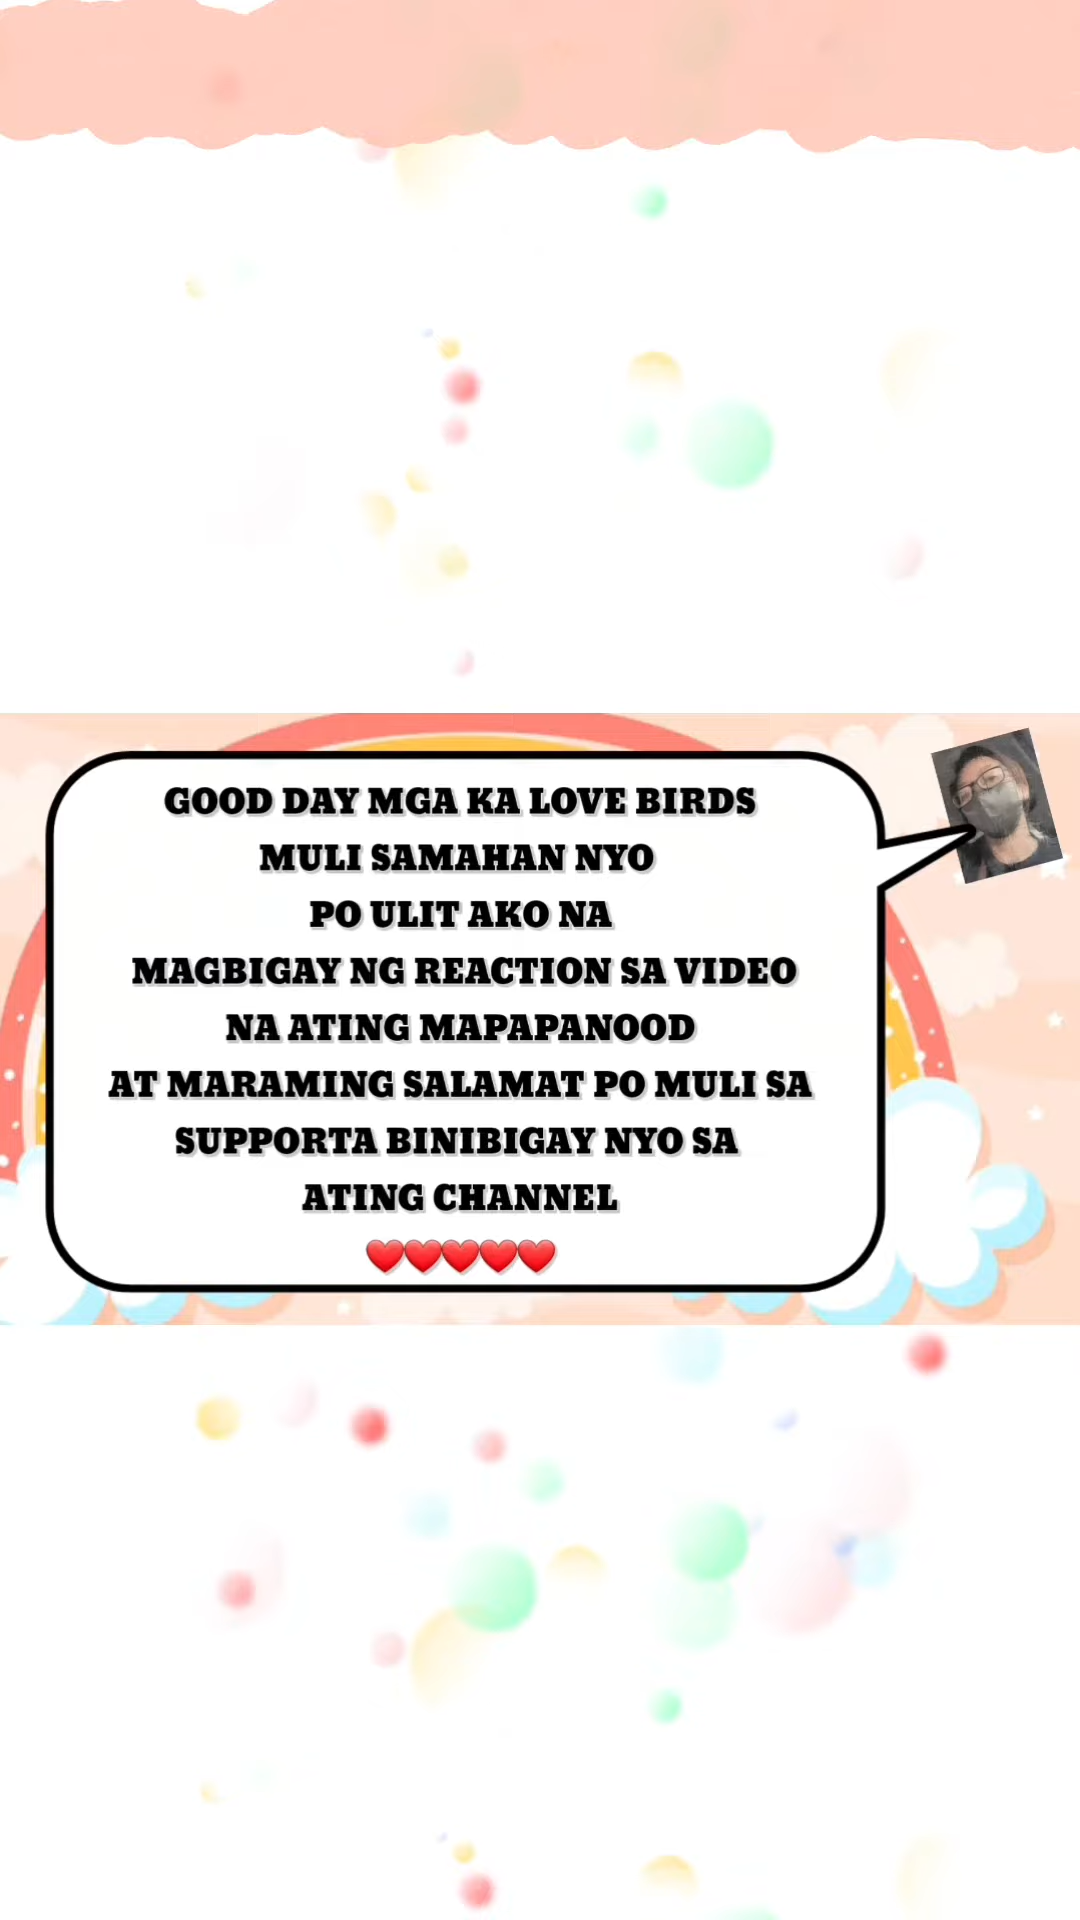 GOOD DAY MGA KA LOVE BIRDS
MULI SAMAHAN NYO
PO ULIT AKO NA
MAGBIGAY NG REACTION SA VIDEO
NA ATING MAPAPANOOD
AT MARAMING SALAMAT PO MULI SA
SUPPORTA BINIBIGAY NYO SA
ATING CHANNEL
❤️❤️❤️❤️❤️